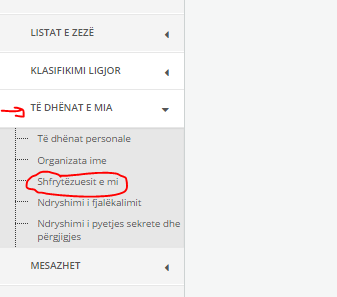 LISTAT E ZEZË
KLASIFIKIMI LIGJOR
TË DHËNAT E MIA
Të dhënat personale
Organizata ime
Shfrytëzuesit e mi
Ndryshimi i fjalëkalimit
Ndryshimi i pyetjes sekrete dhe
përgjigjes
MESAZHET